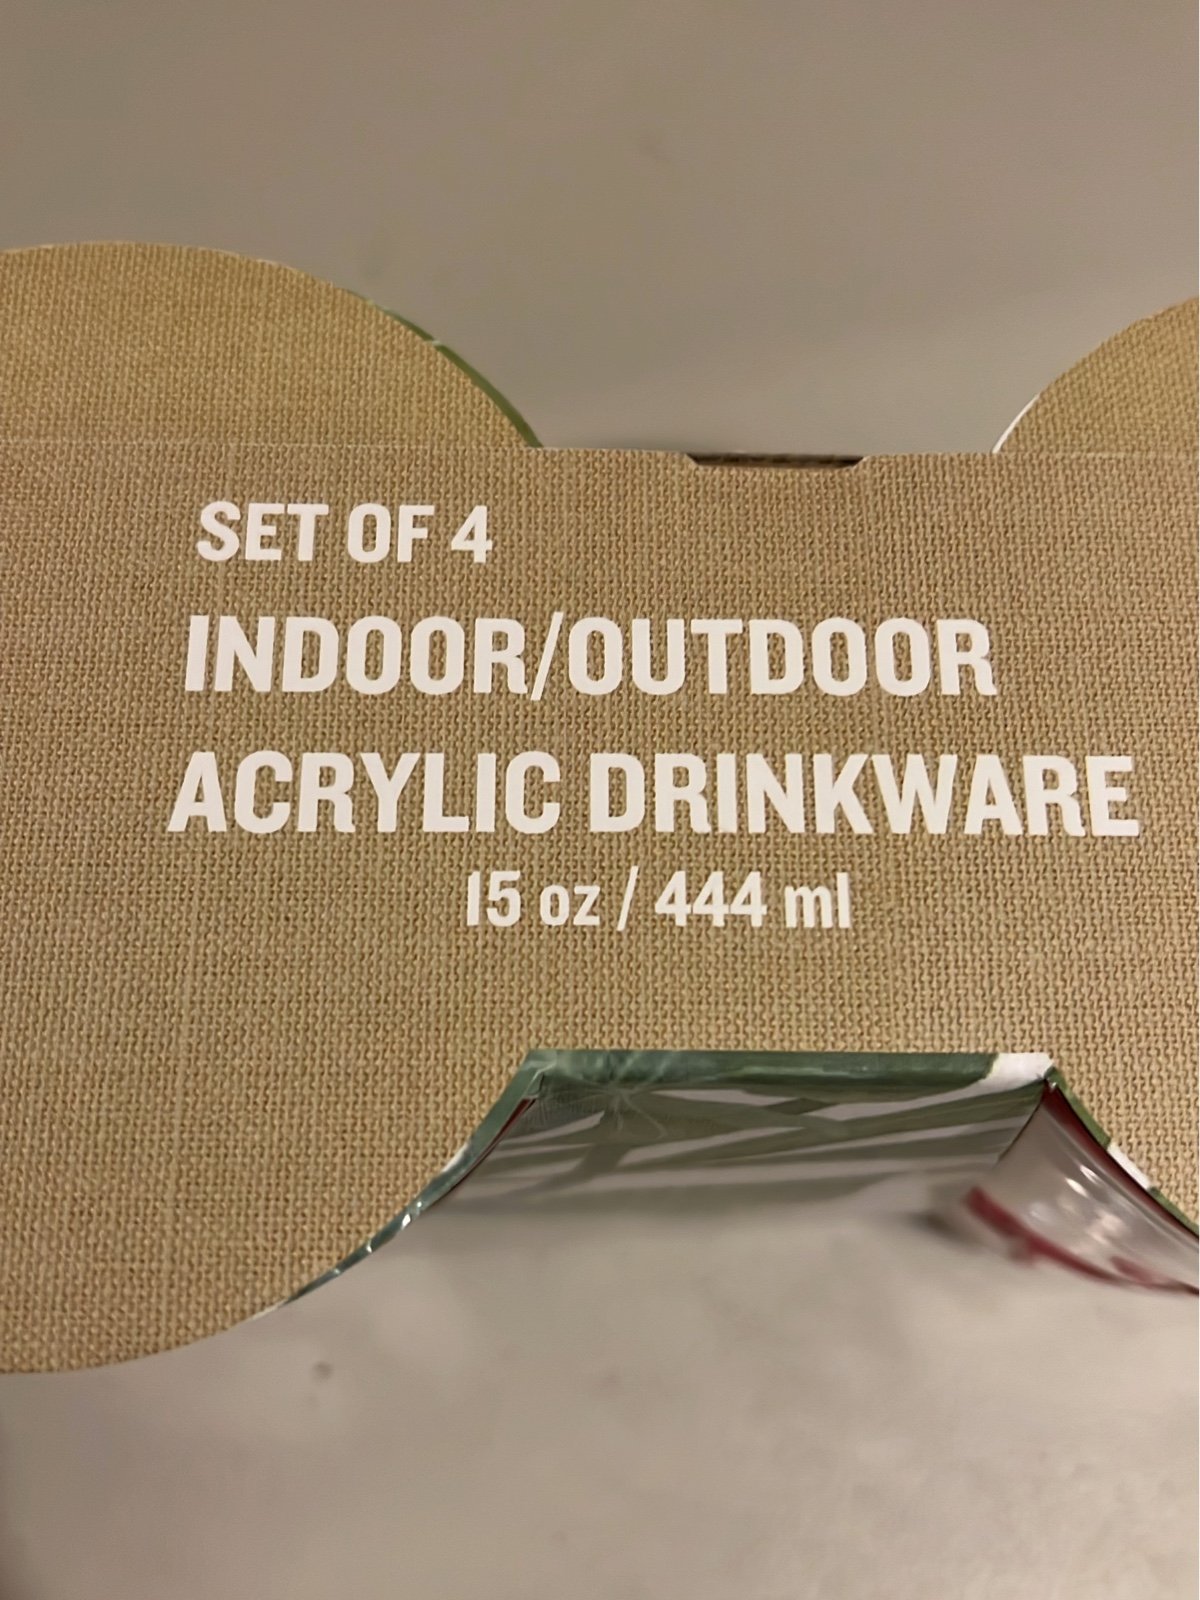 SET OF 4
INDOOR/OUTDOOR
ACRYLIC DRINKWARE
15 oz / 444 ml